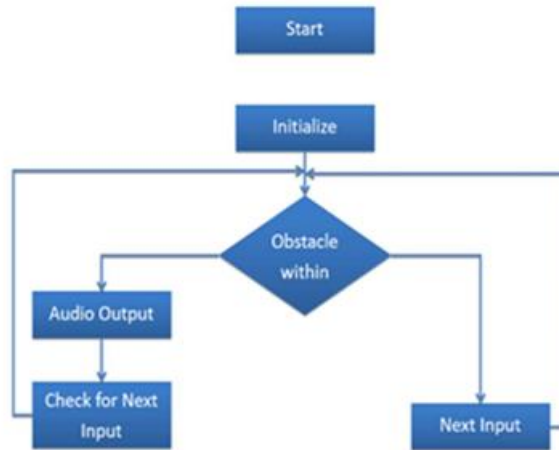 Start
Initialize
Obstacle
within
Audio Output
Check for Next
Input
Next Input